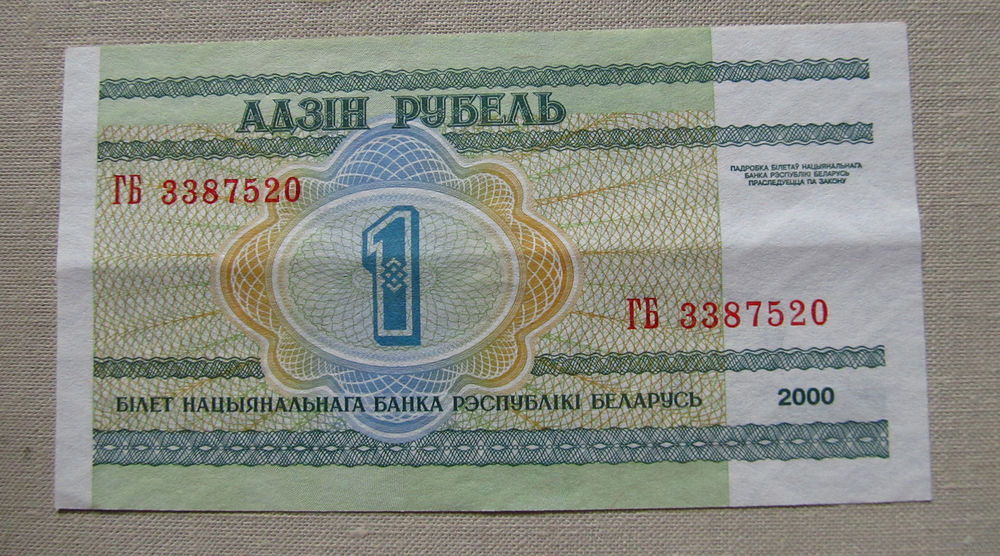 АДЗІН РУБЕЛЬ
ПАДРОБКА БІЛЕТАЎ НАЦЫЯНАЛЬНАГА
БАНКА РЭСПУБЛІКІ БЕЛАРУСЬ
ПРАСЛЕДУЕЦЦА ПА ЗАКОНУ
ГБ 3387520
1
ГБ 3387520
БІЛЕТ НАЦЫЯНАЛЬНАГА БАНКА РЭСПУБЛІКІ БЕЛАРУСЬ
2000